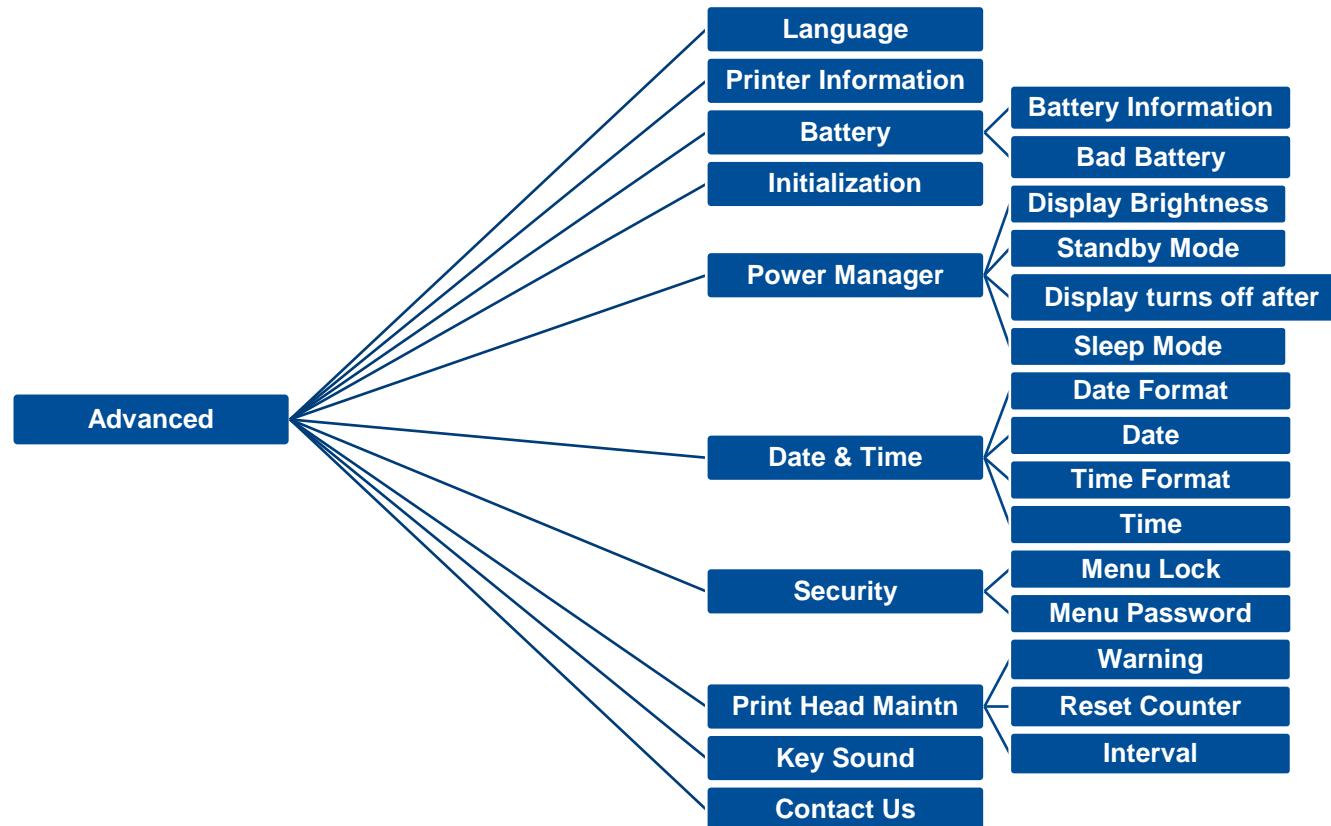 Advanced
Language
Printer Information
Battery
Battery Information
Bad Battery
Initialization
Power Manager
Display Brightness
Standby Mode
Display turns off after
Sleep Mode
Date & Time
Date Format
Date
Time Format
Time
Security
Menu Lock
Menu Password
Print Head Maintn
Warning
Reset Counter
Interval
Key Sound
Contact Us